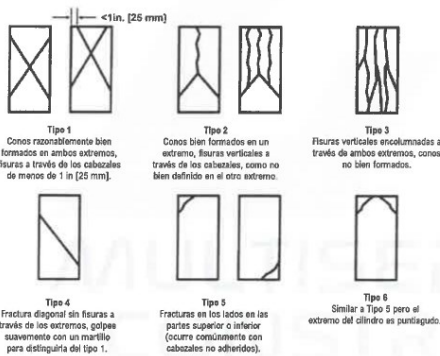 <1in. [25 mm]
Tipo 1
Conos razonablemente bien
formados en ambos extremos,
fisuras a través de los cabezales
de menos de 1 in [25 mm].
Tipo 2
Conos bien formados en un
extremo, fisuras verticales a
través de los cabezales, como no
bien definido en el otro extremo.
Tipo 3
Fisuras verticales encolumnadas a
través de ambos extremos, conos
no bien formados.
Tipo 4
Fractura diagonal sin fisuras a
través de los extremos, golpee
suavemente con un martillo
para distinguirla del tipo 1.
Tipo 5
Fracturas en los lados en las
partes superior o inferior
(ocurre comúnmente con
cabezales no adheridos).
Tipo 6
Similar a Tipo 5 pero el
extremo del cilindro es puntiagudo.